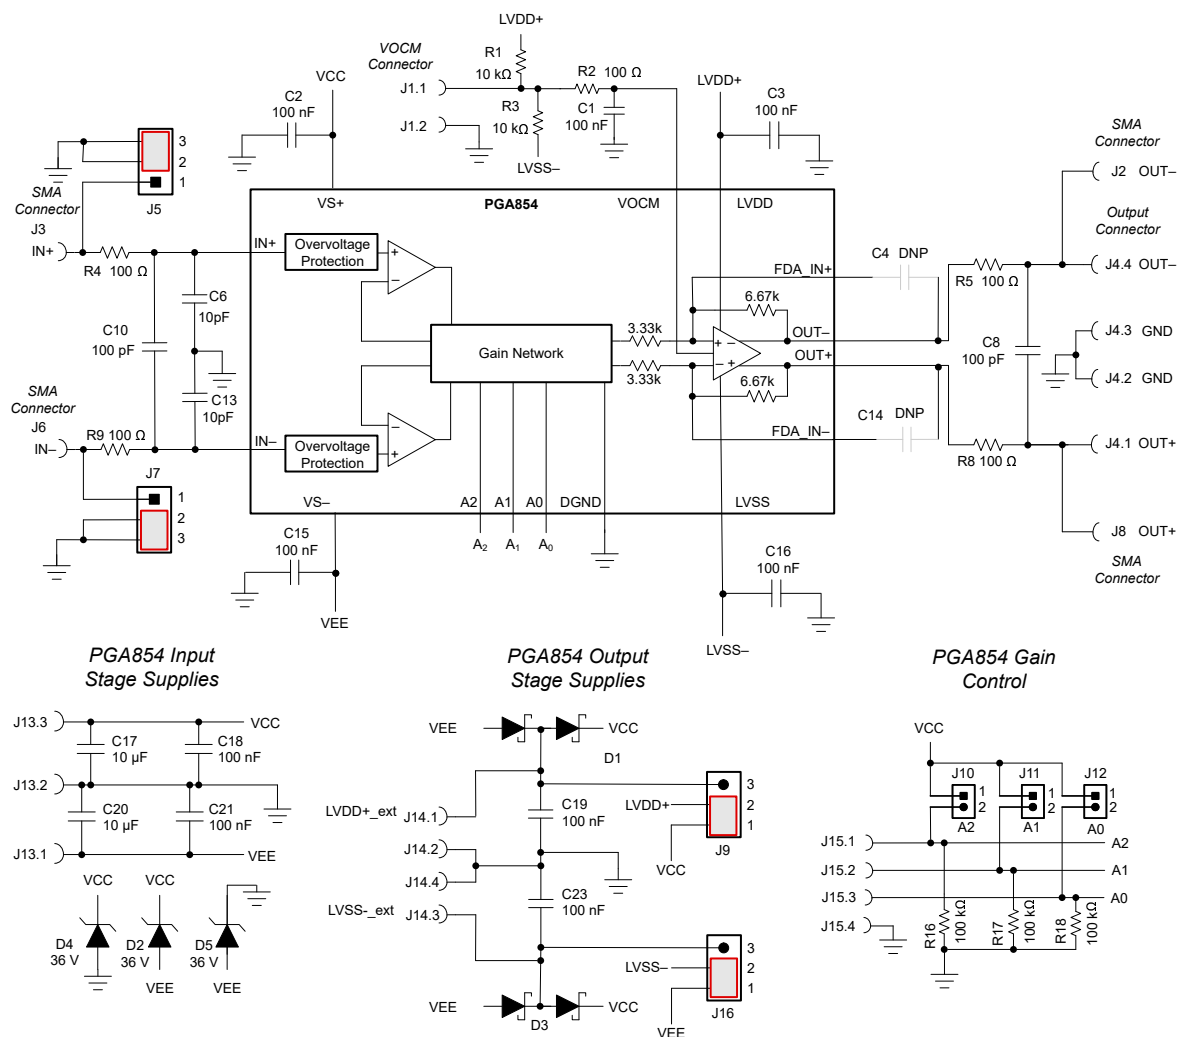 LVDD+
VOCM
Connector
R1
10 kΩ
R2 100 Ω
J1.1
J1.2
R3
10 kΩ
C1
100 nF
LVSS–
VCC
C2
100 nF
LVDD+
C3
100 nF
3
2
1
J5
SMA
Connector
J3
IN+
R4 100 Ω
C6
10pF
C10
100 pF
C13
10pF
SMA
Connector
J6
IN–
R9 100 Ω
J7
1
2
3
VS+
PGA854
VOCM
LVDD
IN+
Overvoltage
Protection
+
–
Gain Network
3.33k
3.33k
6.67k
6.67k
+ –
– +
FDA_IN+
OUT–
OUT+
FDA_IN–
IN–
Overvoltage
Protection
–
+
VS–
A2
A1
A0
DGND
LVSS
A2
A1
A0
C4 DNP
C14 DNP
R5
100 Ω
C8
100 pF
R8 100 Ω
SMA
Connector
J2 OUT–
Output
Connector
J4.4 OUT–
J4.3 GND
J4.2 GND
J4.1 OUT+
J8 OUT+
SMA
Connector
C15
100 nF
VEE
C16
100 nF
LVSS–
PGA854 Input
Stage Supplies
J13.3
VCC
C17
10 µF
C18
100 nF
J13.2
C20
10 µF
C21
100 nF
J13.1
VEE
VCC
VCC
D4
36 V
D2
36 V
D5
36 V
VEE
VEE
PGA854 Output
Stage Supplies
VEE
VCC
D1
LVDD+_ext
J14.1
C19
100 nF
LVDD+
3
2
1
J9
VCC
J14.2
J14.4
LVSS-_ext
J14.3
C23
100 nF
LVSS–
3
2
1
J16
VEE
VEE
VCC
D3
PGA854 Gain
Control
VCC
J10
1
2
A2
J11
1
2
A1
J12
1
2
A0
J15.1
A2
J15.2
A1
J15.3
A0
J15.4
R16
100 kΩ
R17
100 kΩ
R18
100 kΩ